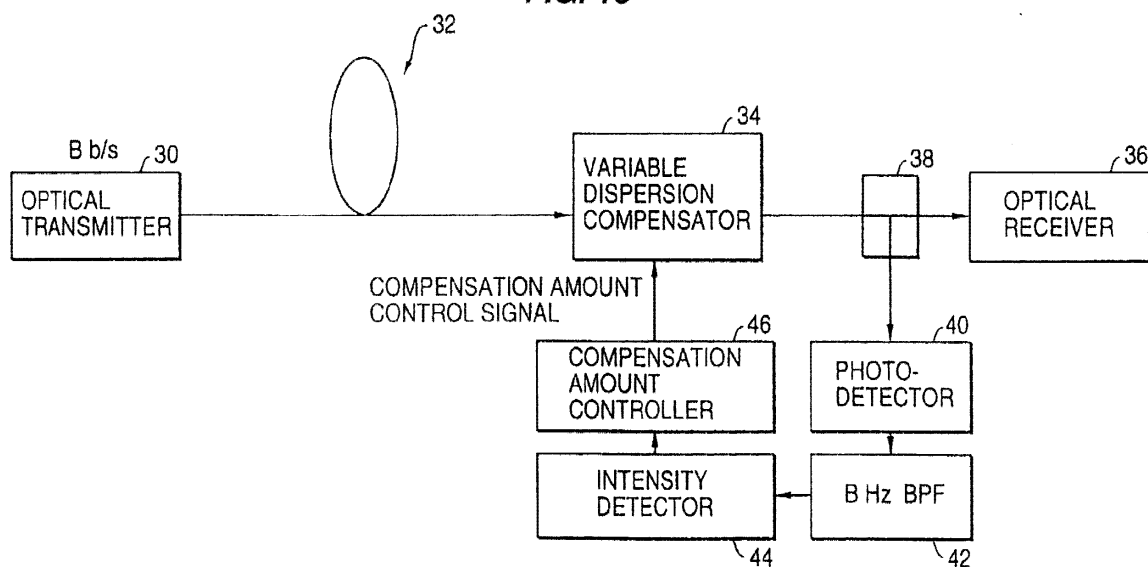 32
B b/s
30
OPTICAL
TRANSMITTER
34
VARIABLE
DISPERSION
COMPENSATOR
38
36
OPTICAL
RECEIVER
COMPENSATION AMOUNT
CONTROL SIGNAL
46
COMPENSATION
AMOUNT
CONTROLLER
40
PHOTO-
DETECTOR
INTENSITY
DETECTOR
44
B Hz BPF
42